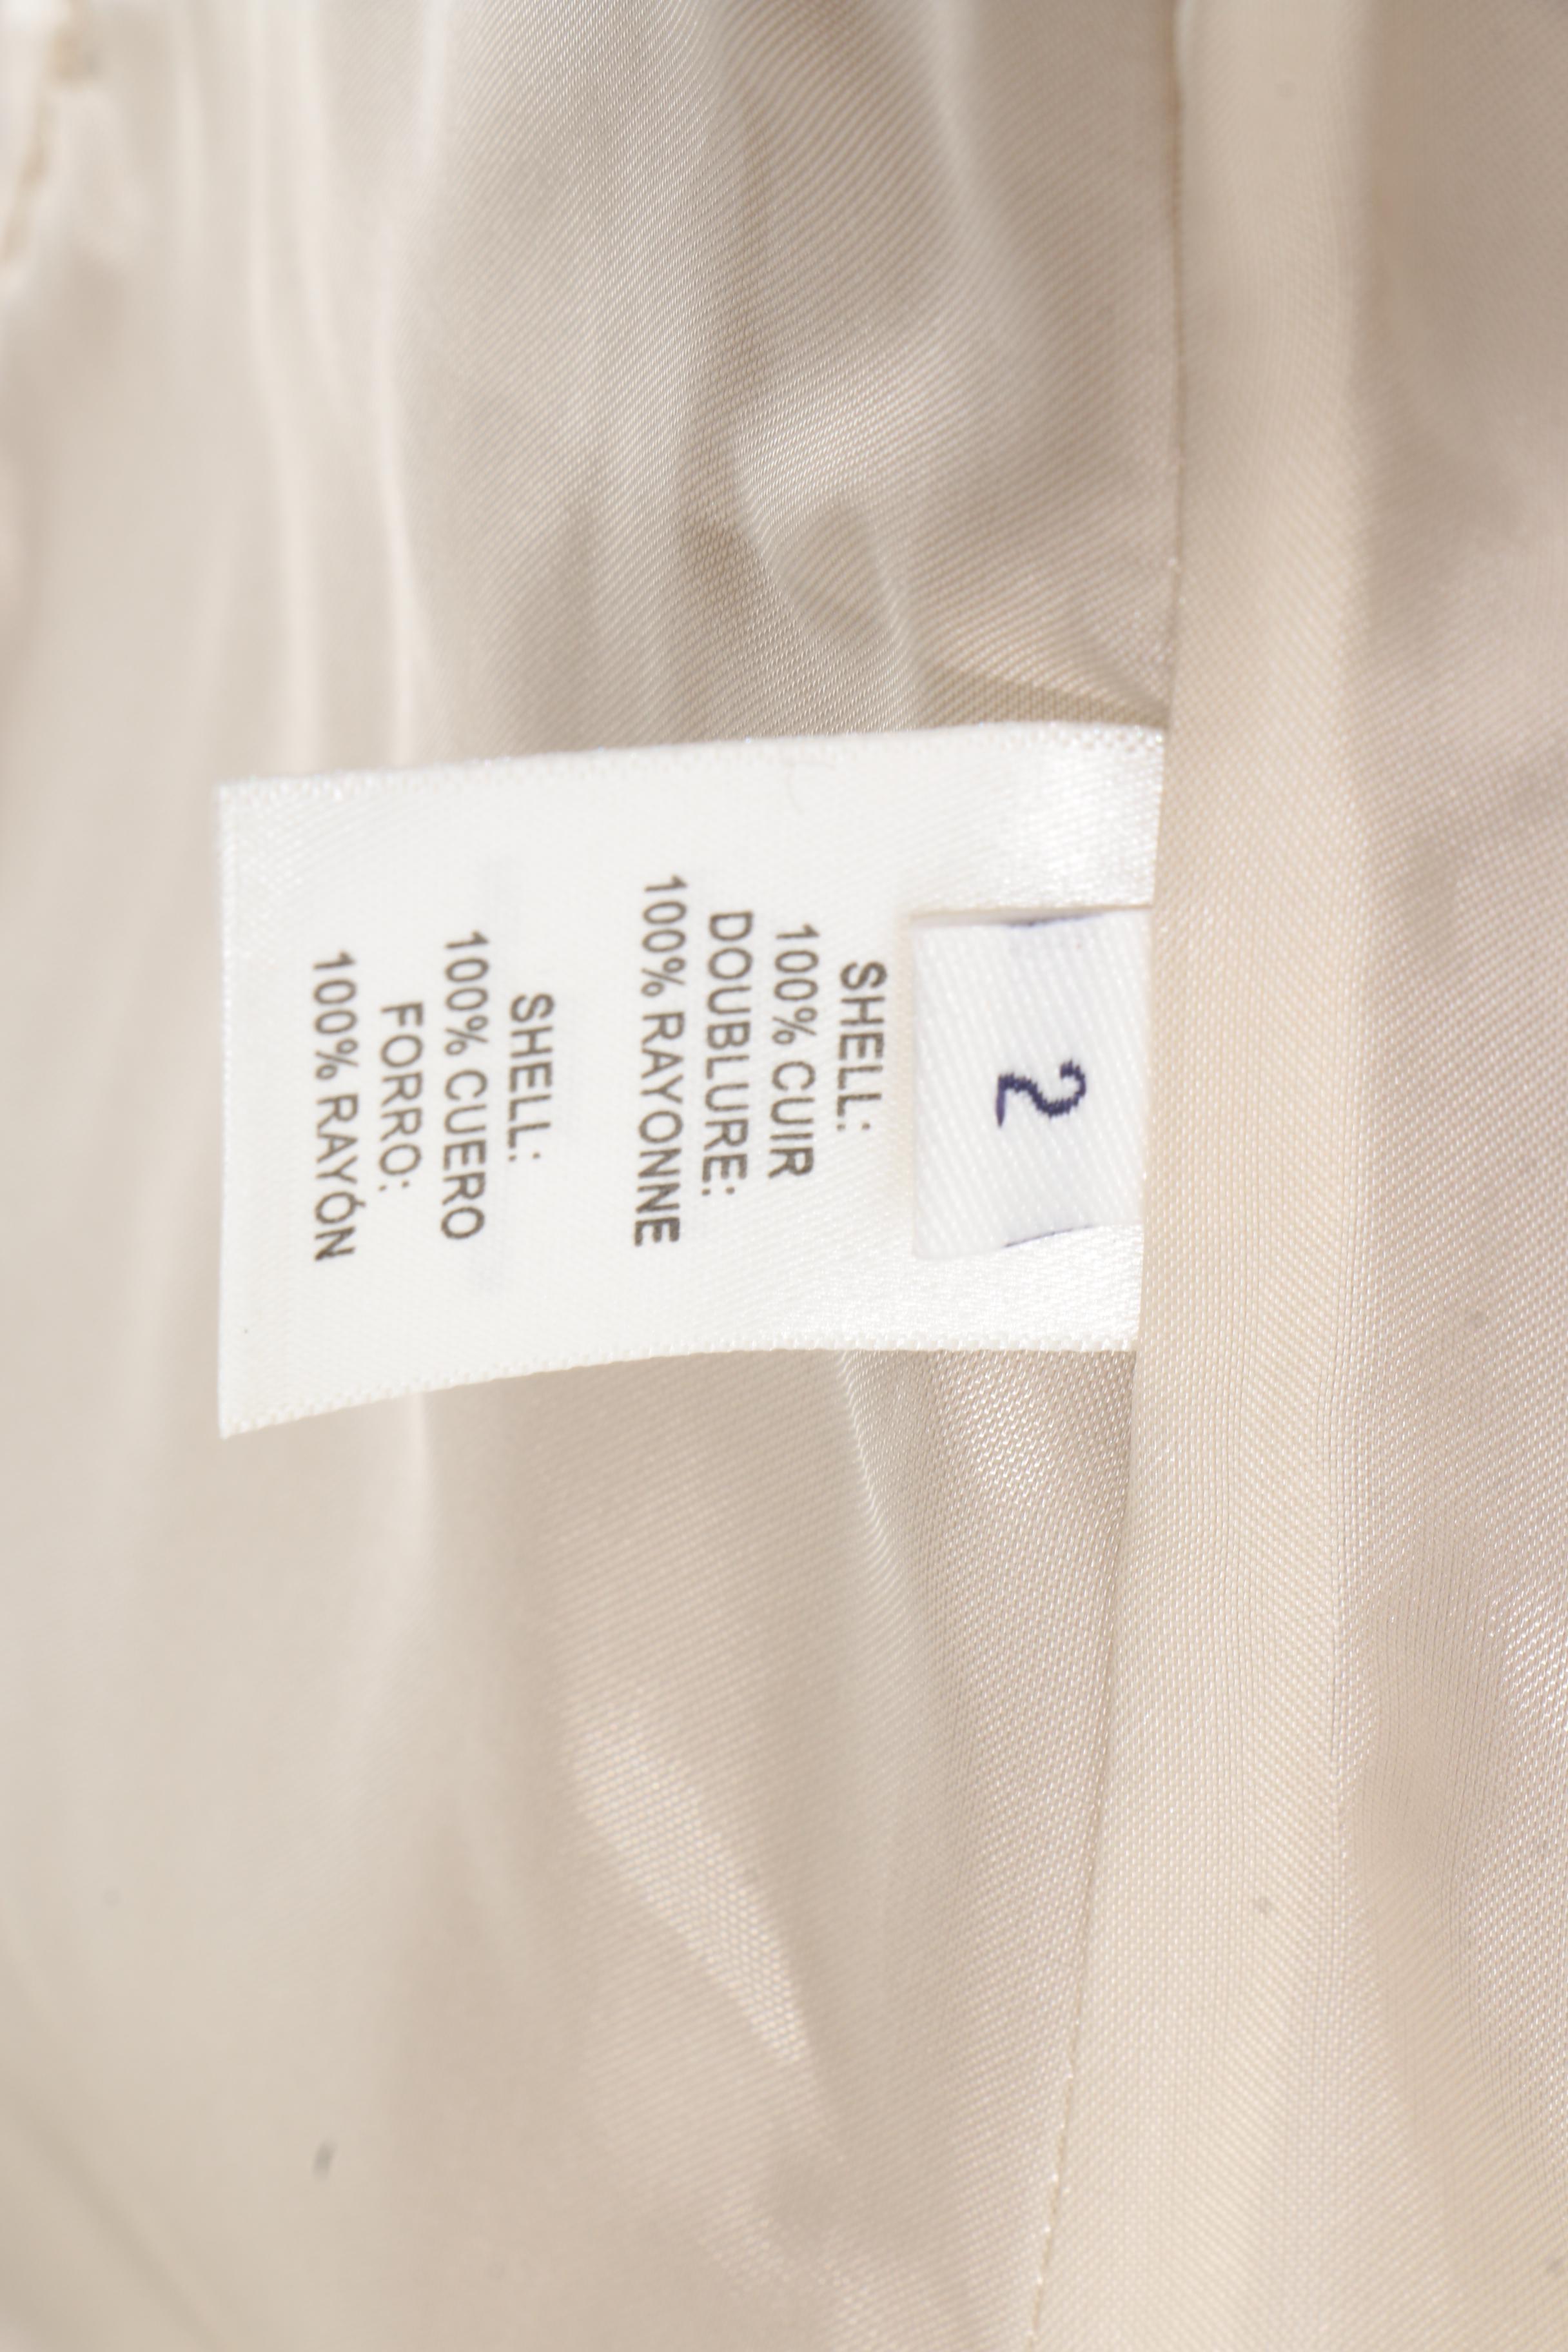 2
SHELL:
100% CUIR
DOUBLURE:
100% RAYONNE
SHELL:
100% CUERO
FORRO:
100% RAYÓN